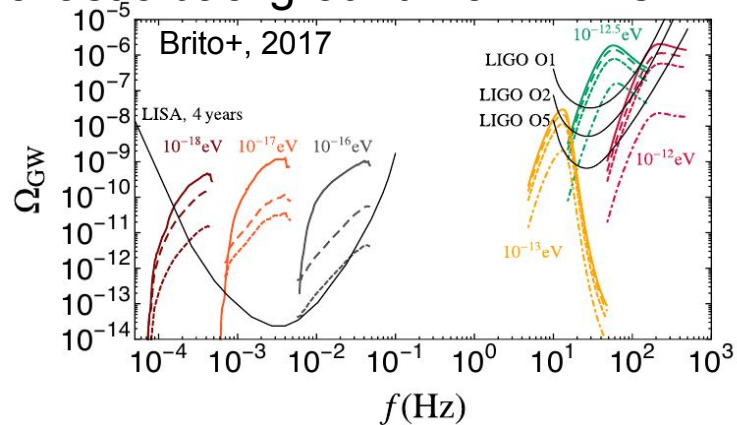 Brito+, 2017
10⁻⁵
10⁻⁶
10⁻⁷
10⁻⁸
10⁻⁹
10⁻¹⁰
10⁻¹¹
10⁻¹²
10⁻¹³
10⁻¹⁴
Ω_GW
LISA, 4 years
10⁻¹⁸eV
10⁻¹⁷eV
10⁻¹⁶eV
LIGO O1
LIGO O2
LIGO O5
10⁻¹²·⁵eV
10⁻¹²eV
10⁻¹³eV
10⁻⁴
10⁻³
10⁻²
10⁻¹
10⁰
10¹
10²
10³
f(Hz)